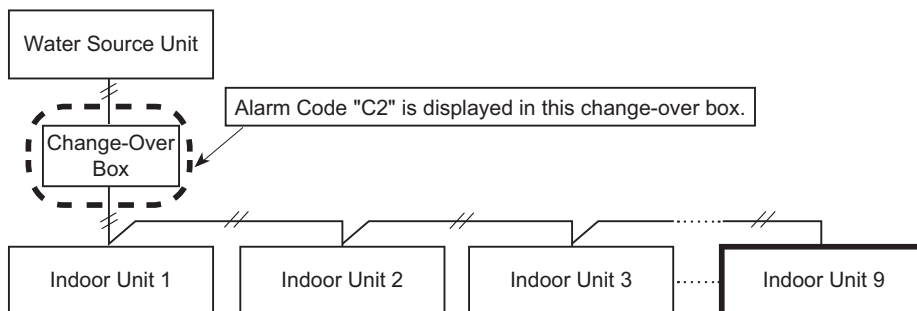 Water Source Unit
Alarm Code "C2" is displayed in this change-over box.
Change-Over
Box
Indoor Unit 1
Indoor Unit 2
Indoor Unit 3
Indoor Unit 9